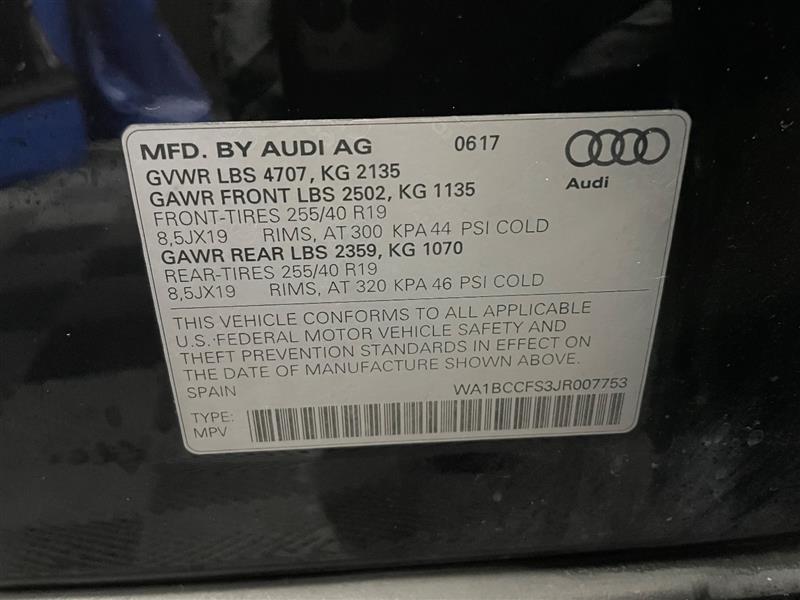 MFD. BY AUDI AG 0617
Audi
GVWR LBS 4707, KG 2135
GAWR FRONT LBS 2502, KG 1135
FRONT-TIRES 255/40 R19
8,5JX19 RIMS, AT 300 KPA 44 PSI COLD
GAWR REAR LBS 2359, KG 1070
REAR-TIRES 255/40 R19
8,5JX19 RIMS, AT 320 KPA 46 PSI COLD
THIS VEHICLE CONFORMS TO ALL APPLICABLE
U.S.-FEDERAL MOTOR VEHICLE SAFETY AND
THEFT PREVENTION STANDARDS IN EFFECT ON
THE DATE OF MANUFACTURE SHOWN ABOVE.
SPAIN WA1BCCFS3JR007753
TYPE:
MPV